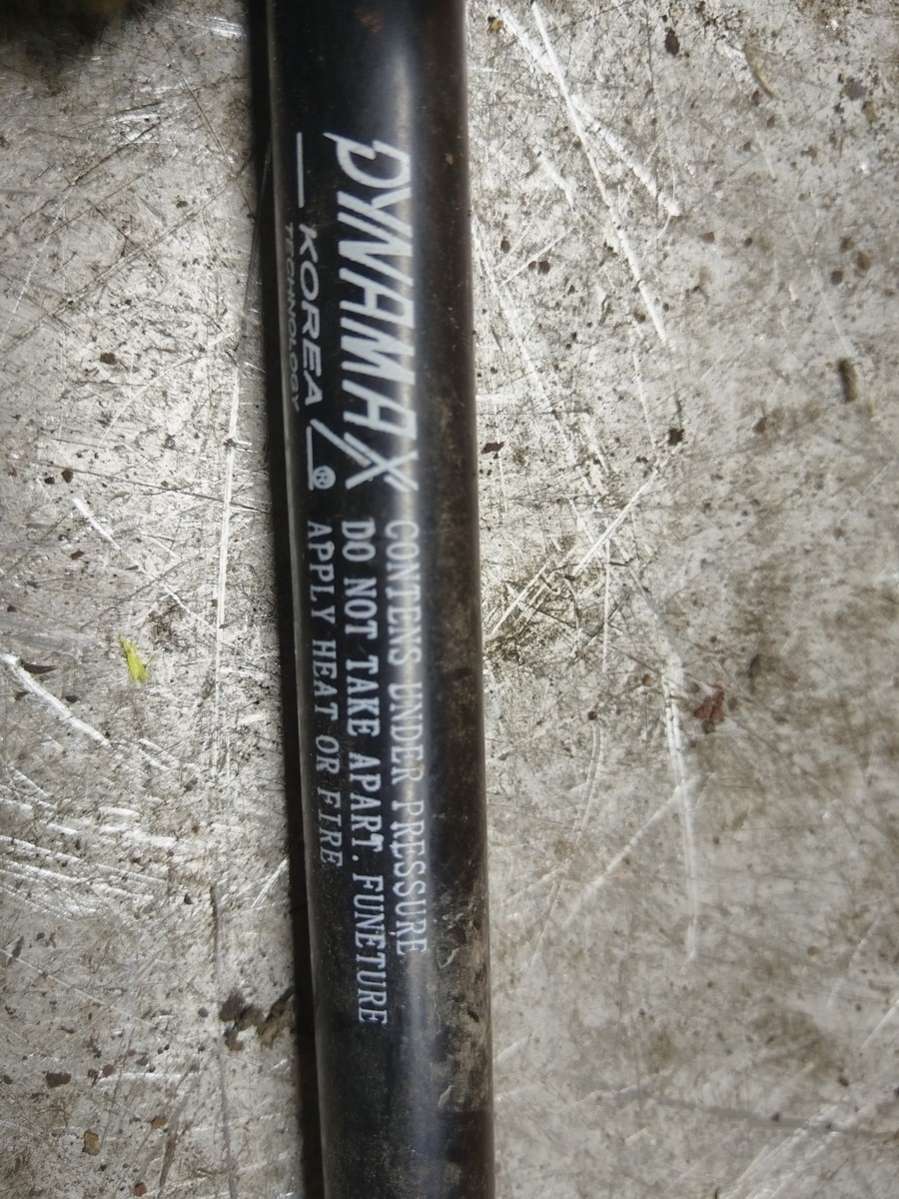 DYNAMAX
KOREA
TECHNOLOGY
®
CONTENS UNDER PRESSURE
DO NOT TAKE APART. FUNETURE
APPLY HEAT OR FIRE